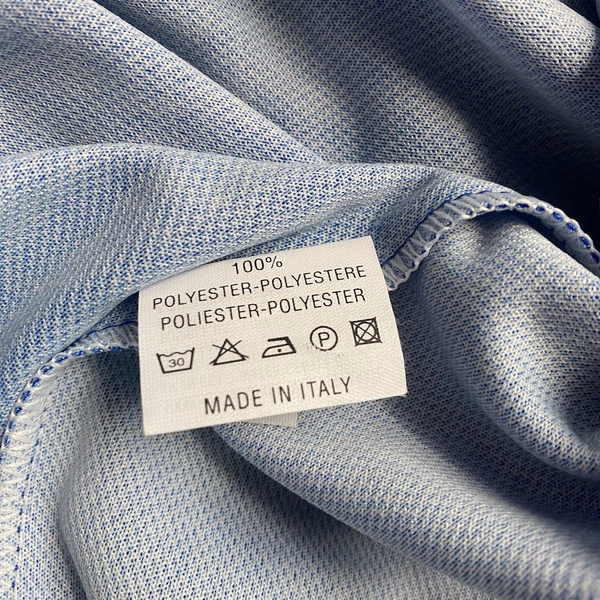 100%
POLYESTER-POLYESTERE
POLIESTER-POLYESTER
30 P
MADE IN ITALY